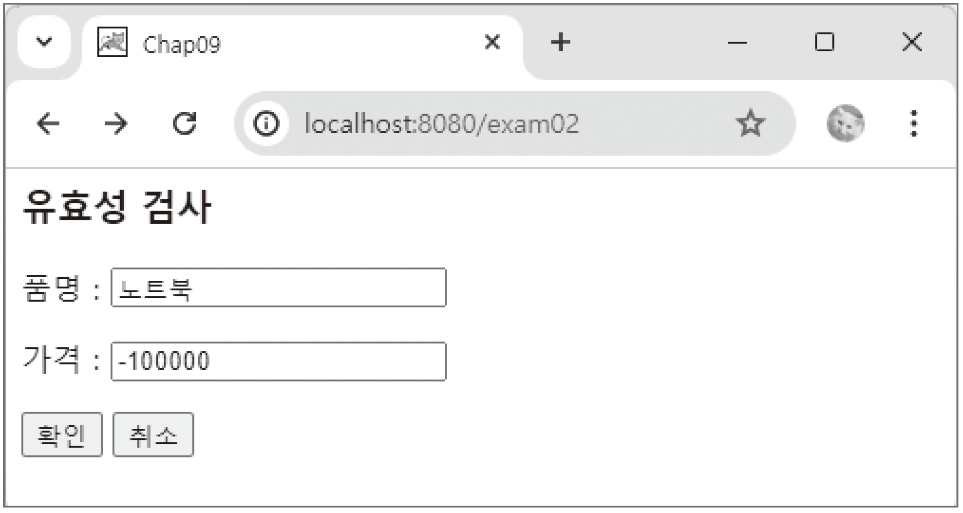 Chap09
localhost:8080/exam02
유효성 검사
품명 : 노트북
가격 : -100000
확인 취소